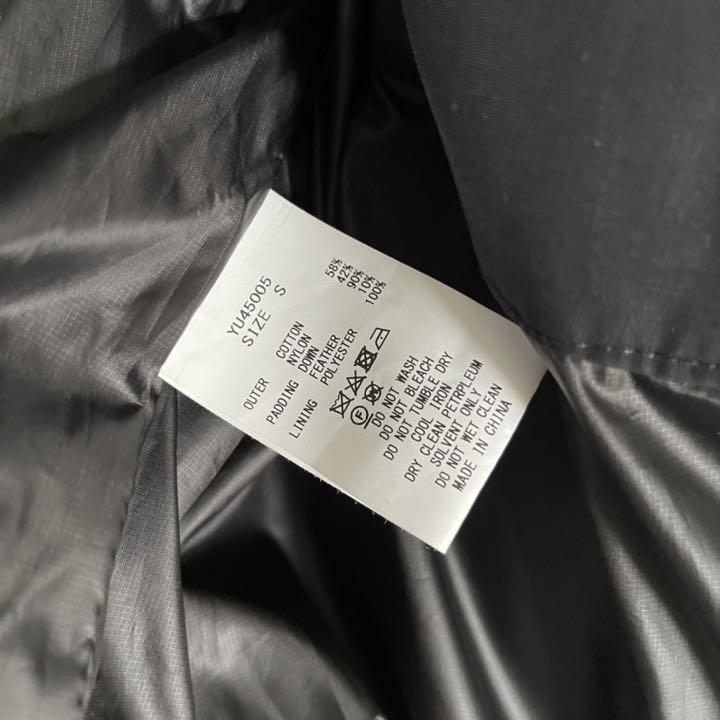 YU45005
SIZE S
OUTER COTTON 58%
NYLON 42%
PADDING DOWN 90%
FEATHER 10%
LINING POLYESTER 100%
DO NOT WASH
DO NOT BLEACH
DO NOT TUMBLE DRY
COOL IRON
DRY CLEAN PETRPLEUM
SOLVENT ONLY
DO NOT WET CLEAN
MADE IN CHINA